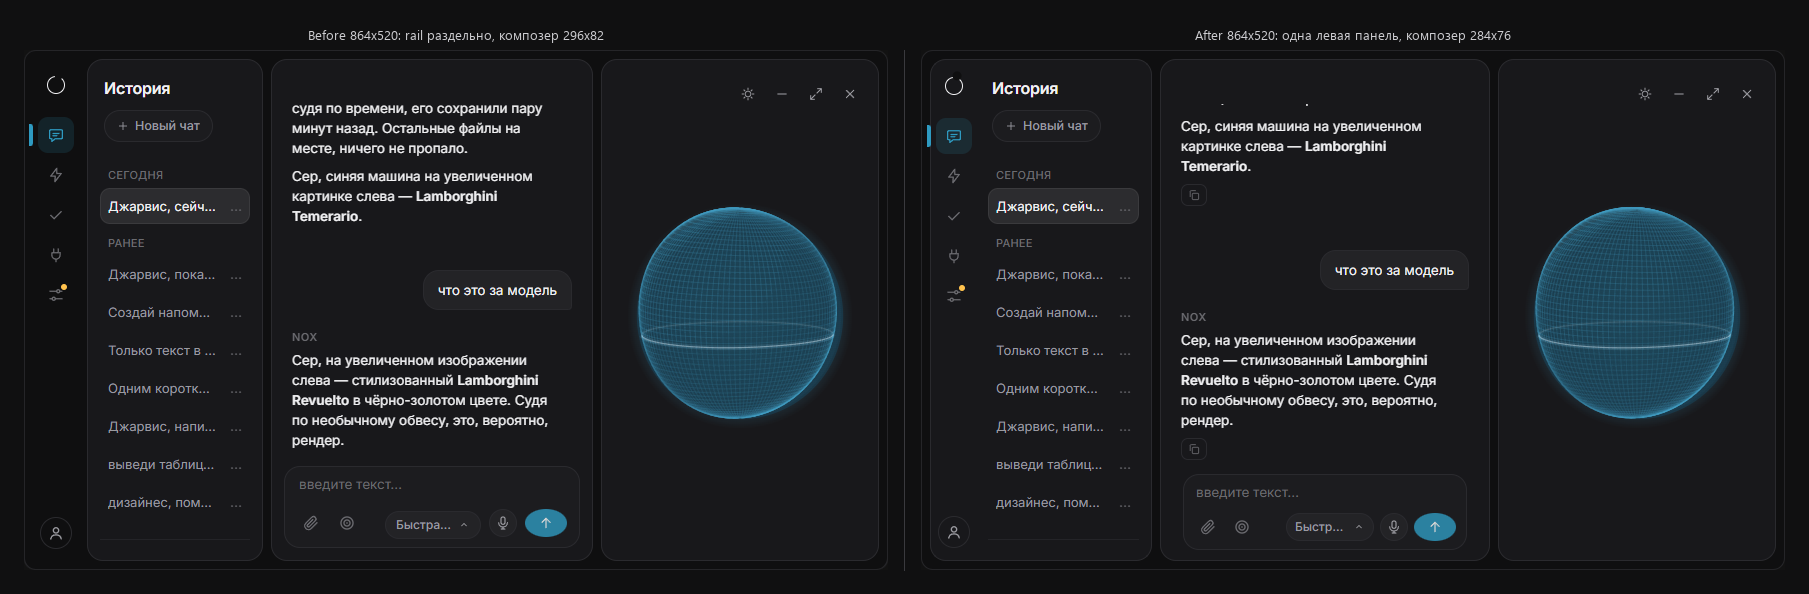 Before 864x520: rail раздельно, композер 296x82
История
+ Новый чат
СЕГОДНЯ
Джарвис, сейч... ...
РАНЕЕ
Джарвис, пока... ...
Создай напом... ...
Только текст в ... ...
Одним коротк... ...
Джарвис, напи... ...
выведи таблиц... ...
дизайнес, пом... ...
судя по времени, его сохранили пару
минут назад. Остальные файлы на
месте, ничего не пропало.
Сер, синяя машина на увеличенном
картинке слева — Lamborghini
Temerario.
что это за модель
NOX
Сер, на увеличенном изображении
слева — стилизованный Lamborghini
Revuelto в чёрно-золотом цвете. Судя
по необычному обвесу, это, вероятно,
рендер.
введите текст...
Быстра...
After 864x520: одна левая панель, композер 284x76
История
+ Новый чат
СЕГОДНЯ
Джарвис, сейч... ...
РАНЕЕ
Джарвис, пока... ...
Создай напом... ...
Только текст в ... ...
Одним коротк... ...
Джарвис, напи... ...
выведи таблиц... ...
дизайнес, пом... ...
Сер, синяя машина на увеличенном
картинке слева — Lamborghini
Temerario.
что это за модель
NOX
Сер, на увеличенном изображении
слева — стилизованный Lamborghini
Revuelto в чёрно-золотом цвете. Судя
по необычному обвесу, это, вероятно,
рендер.
введите текст...
Быстр...